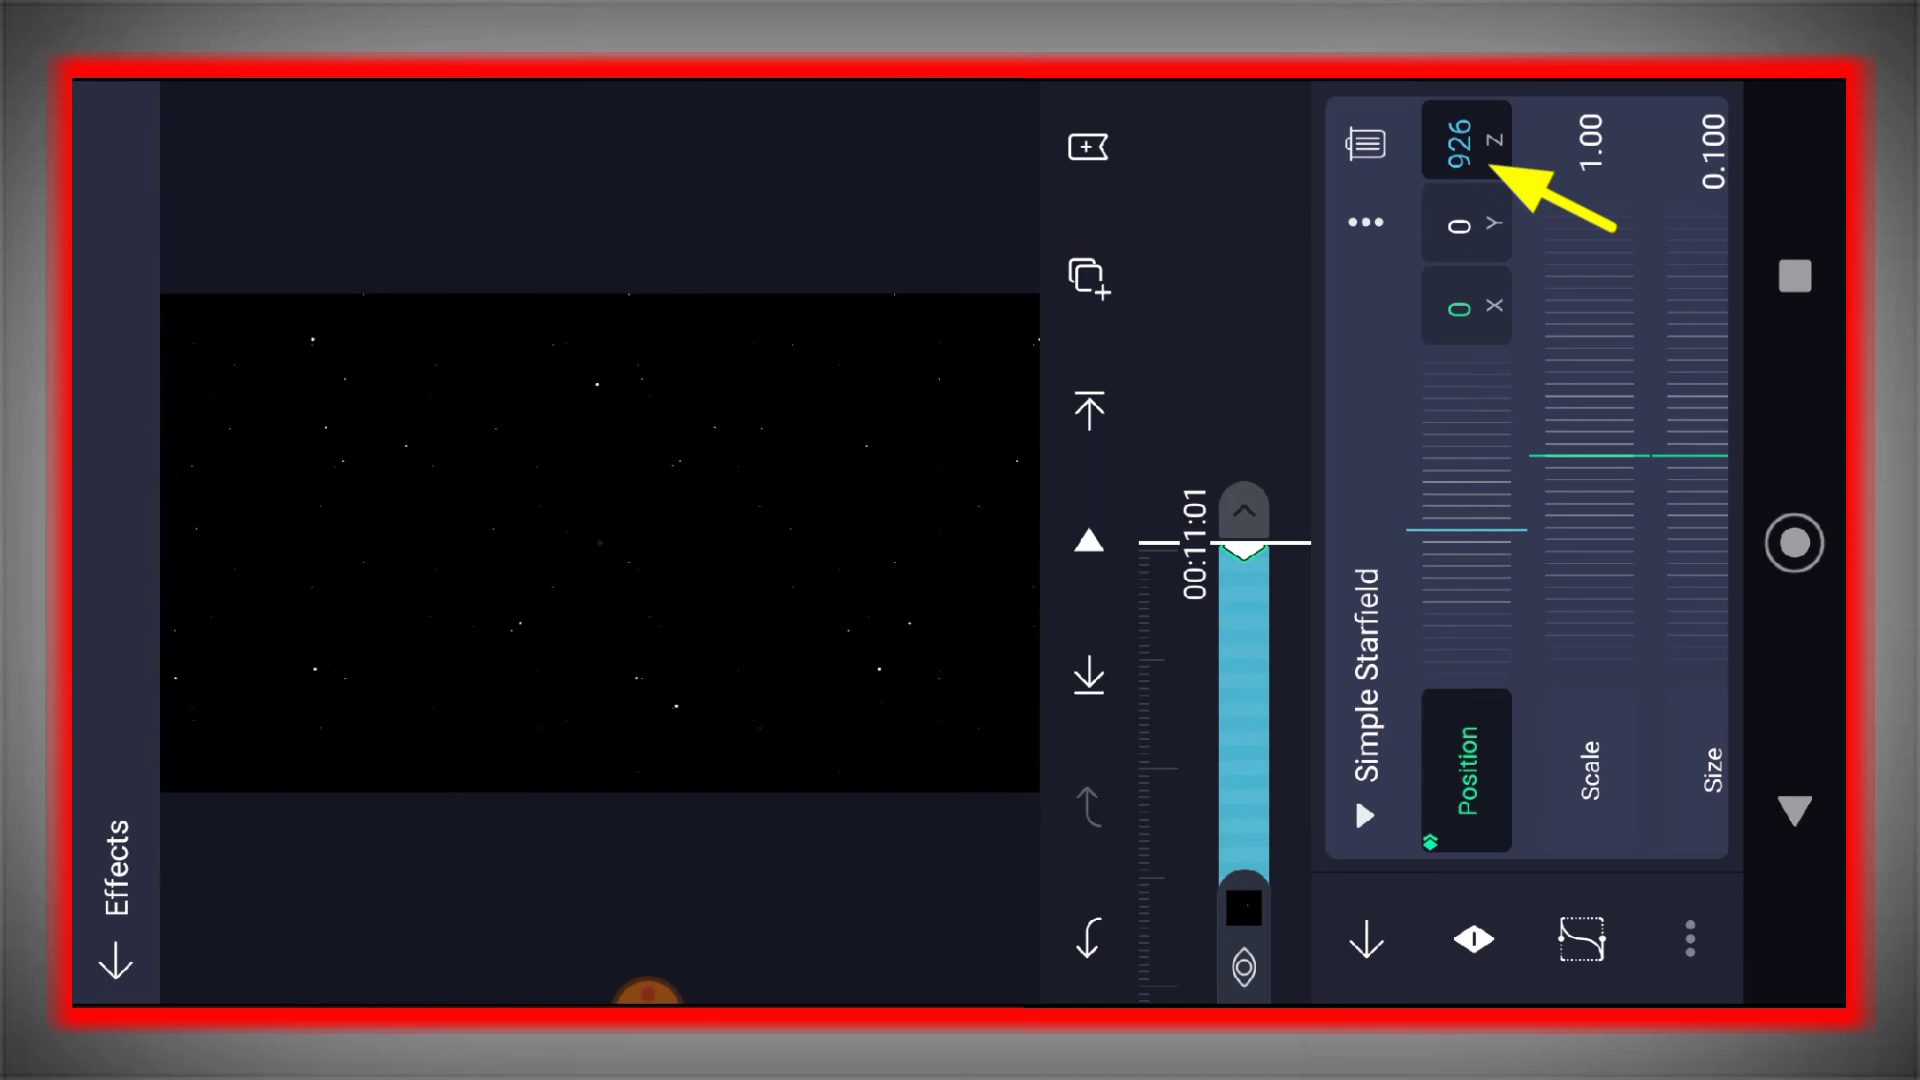 Effects
00:11:01
Simple Starfield
Position
0
X
0
Y
926
Z
Scale
1.00
Size
0.100